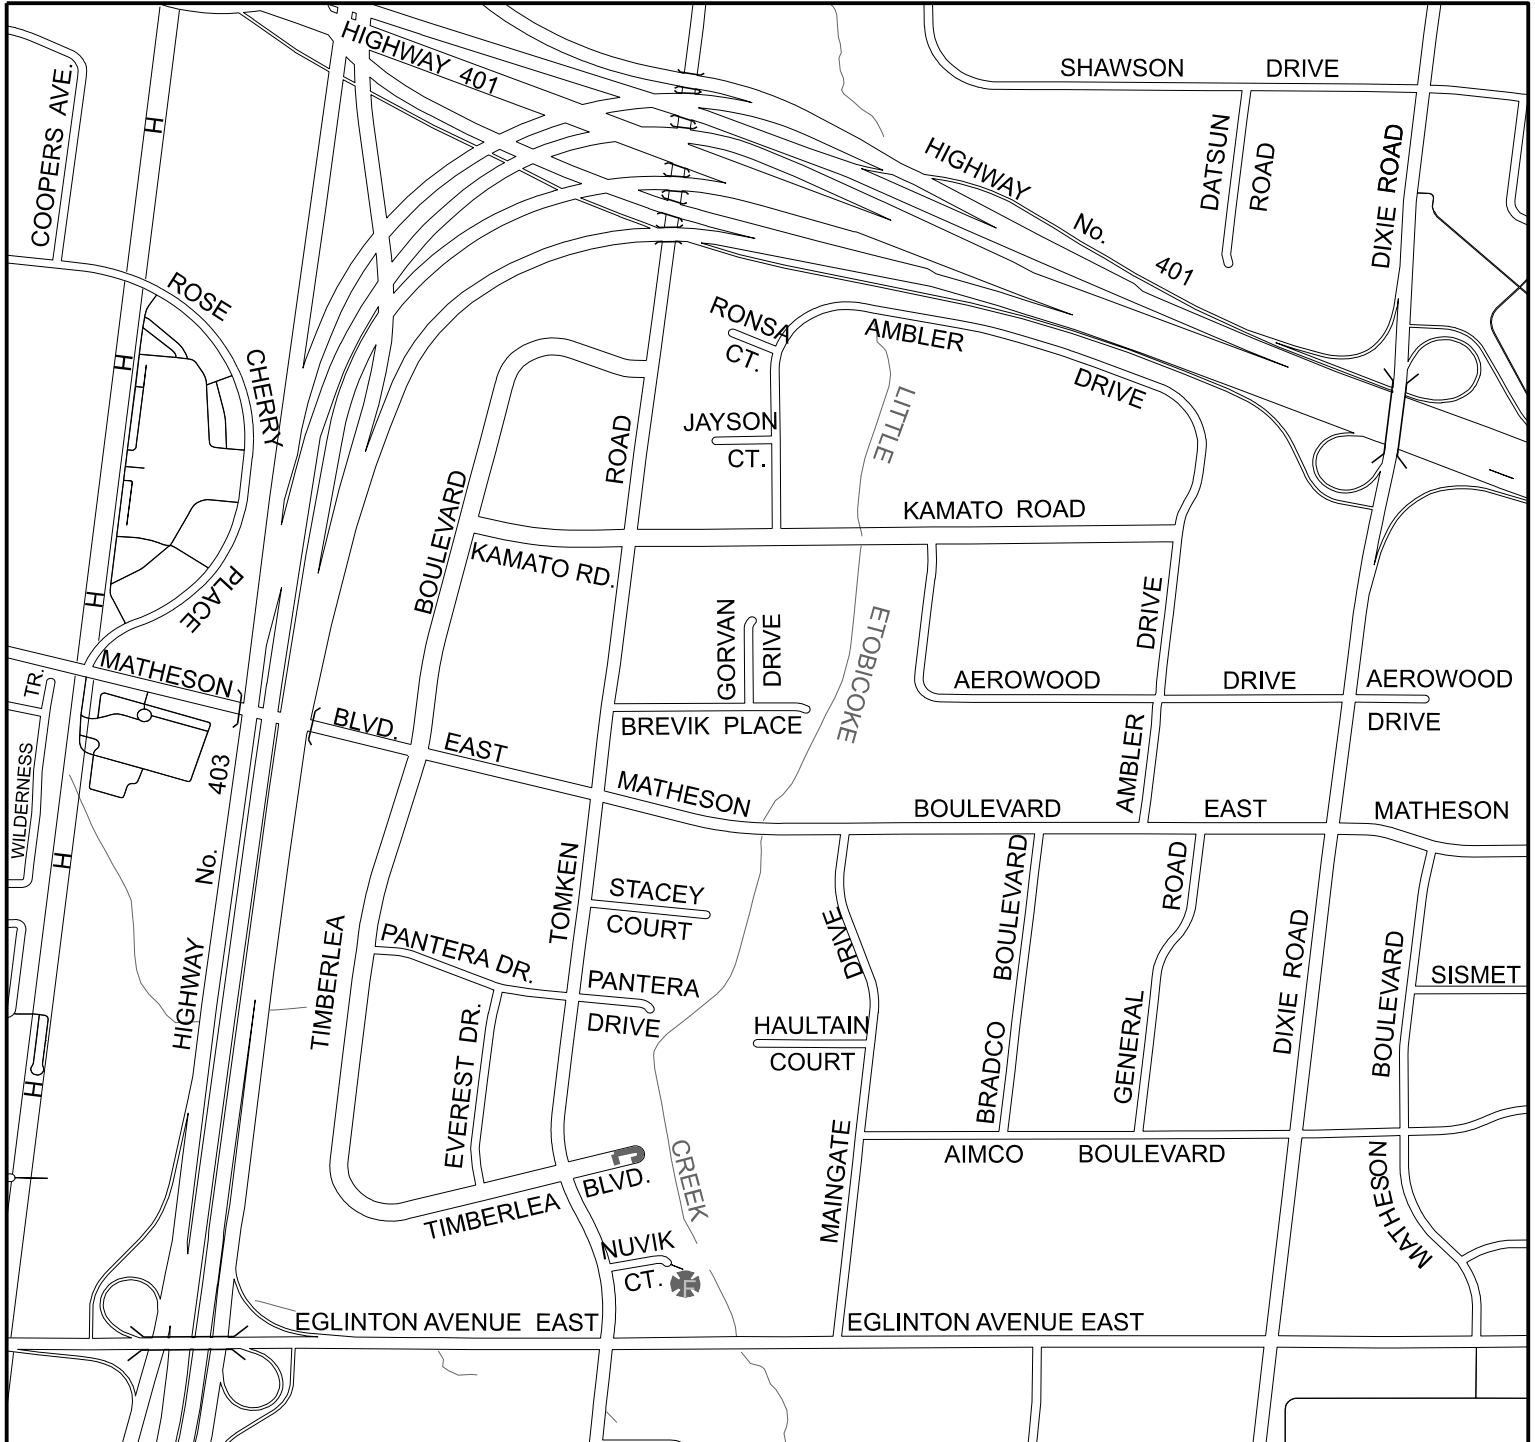 HIGHWAY 401
SHAWSON DRIVE
COOPERS AVE.
H
DATSUN
ROAD
DIXIE ROAD
HIGHWAY
No.
401
ROSE
CHERRY
PLACE
RONSA
CT.
AMBLER
DRIVE
H
JAYSON
CT.
LITTLE
ROAD
BOULEVARD
KAMATO ROAD
KAMATO RD.
H
GORVAN
DRIVE
ETOBICOKE
DRIVE
MATHESON
TR.
AEROWOOD DRIVE
AEROWOOD
DRIVE
BREVIK PLACE
BLVD.
EAST
AMBLER
403
MATHESON
BOULEVARD EAST
MATHESON
WILDERNESS
H
No.
TOMKEN
STACEY
COURT
DRIVE
BOULEVARD
ROAD
DIXIE ROAD
BOULEVARD
SISMET
TIMBERLEA
PANTERA DR.
PANTERA
DRIVE
HIGHWAY
EVEREST DR.
HAULTAIN
COURT
BRADCO
GENERAL
H
MAINGATE
AIMCO BOULEVARD
MATHESON
CREEK
C
TIMBERLEA
BLVD.
NUVIK
CT.
F
EGLINTON AVENUE EAST
EGLINTON AVENUE EAST